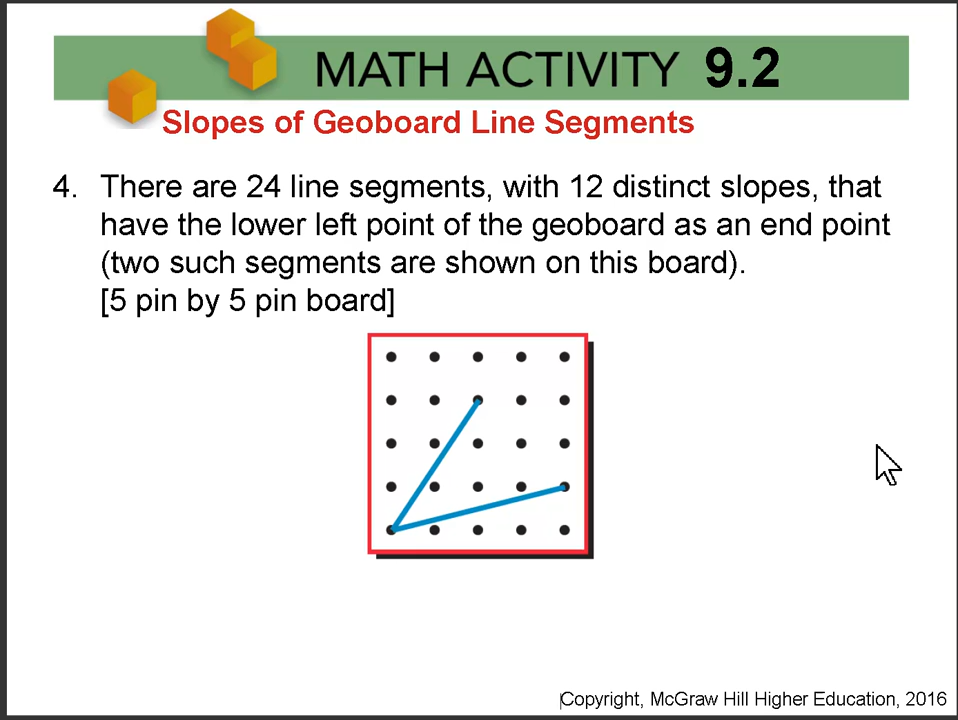 MATH ACTIVITY 9.2
Slopes of Geoboard Line Segments
4. There are 24 line segments, with 12 distinct slopes, that
have the lower left point of the geoboard as an end point
(two such segments are shown on this board).
[5 pin by 5 pin board]
Copyright, McGraw Hill Higher Education, 2016